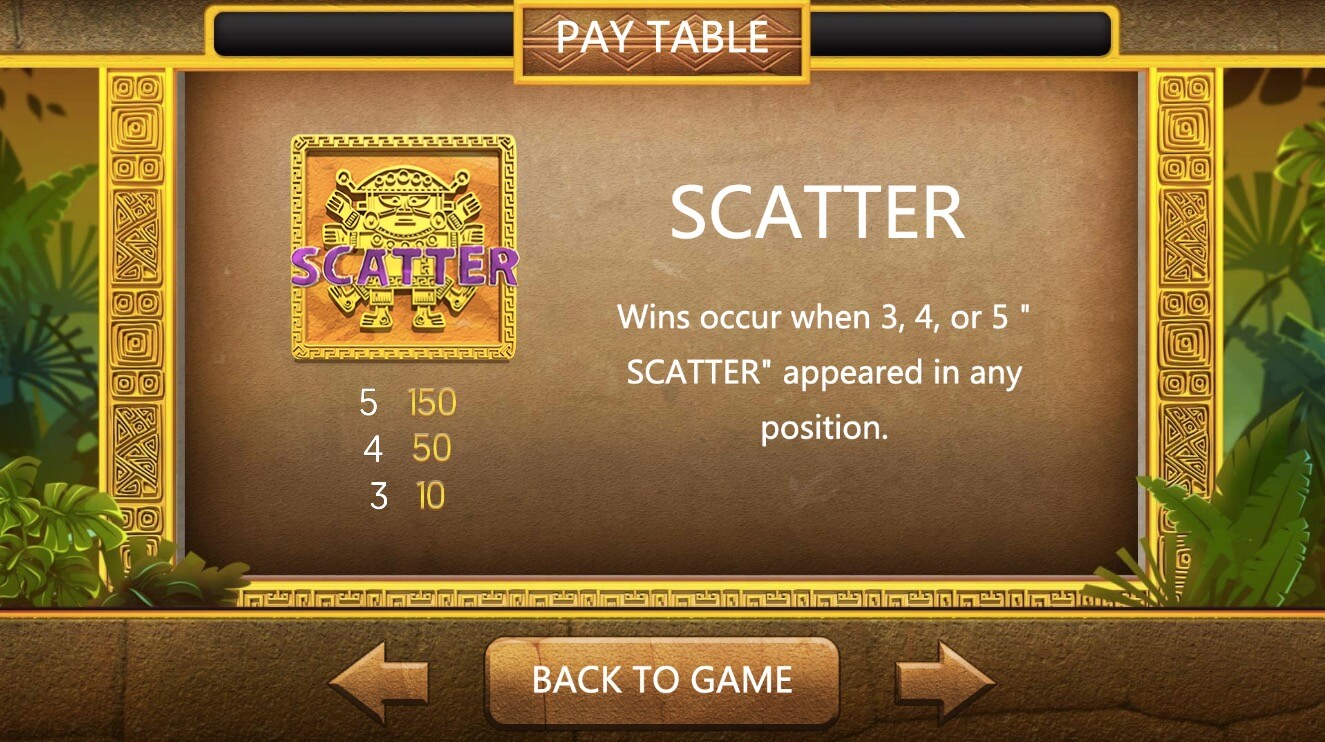 PAY TABLE
SCATTER
SCATTER
Wins occur when 3, 4, or 5 "
SCATTER" appeared in any
position.
5 150
4 50
3 10
BACK TO GAME